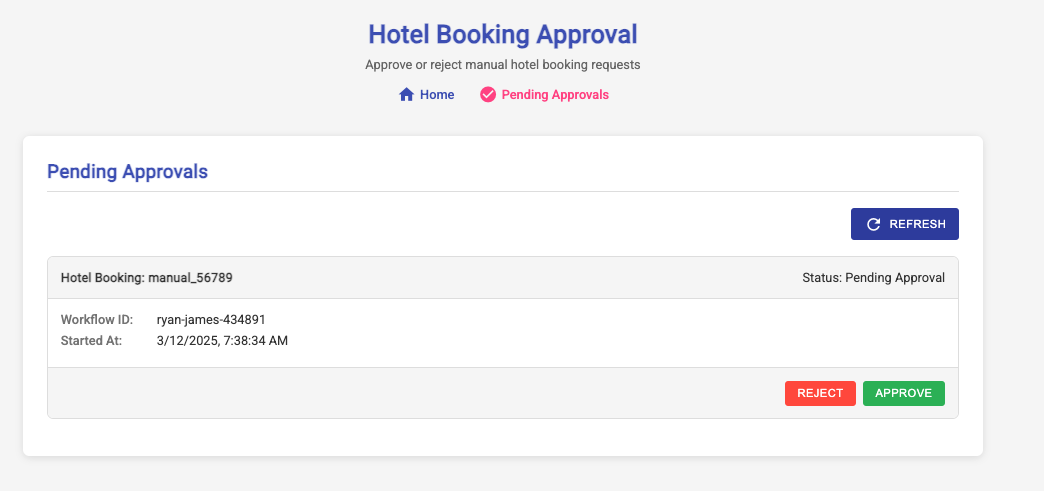 Hotel Booking Approval
Approve or reject manual hotel booking requests
Home Pending Approvals
Pending Approvals
REFRESH
Hotel Booking: manual_56789 Status: Pending Approval
Workflow ID: ryan-james-434891
Started At: 3/12/2025, 7:38:34 AM
REJECT APPROVE